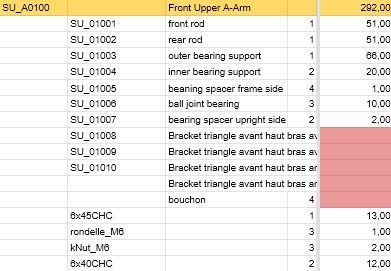 SU_A0100 Front Upper A-Arm 292,00
SU_01001 front rod 1 51,00
SU_01002 rear rod 1 51,00
SU_01003 outer bearing support 1 66,00
SU_01004 inner bearing support 2 20,00
SU_01005 beaning spacer frame side 4 1,00
SU_01006 ball joint bearing 3 10,00
SU_01007 bearing spacer upright side 2 2,00
SU_01008 Bracket triangle avant haut bras av
SU_01009 Bracket triangle avant haut bras av
SU_01010 Bracket triangle avant haut bras ar
Bracket triangle avant haut bras ar
bouchon 4
6x45CHC 1 13,00
rondelle_M6 3 1,00
kNut_M6 3 2,00
6x40CHC 2 12,00